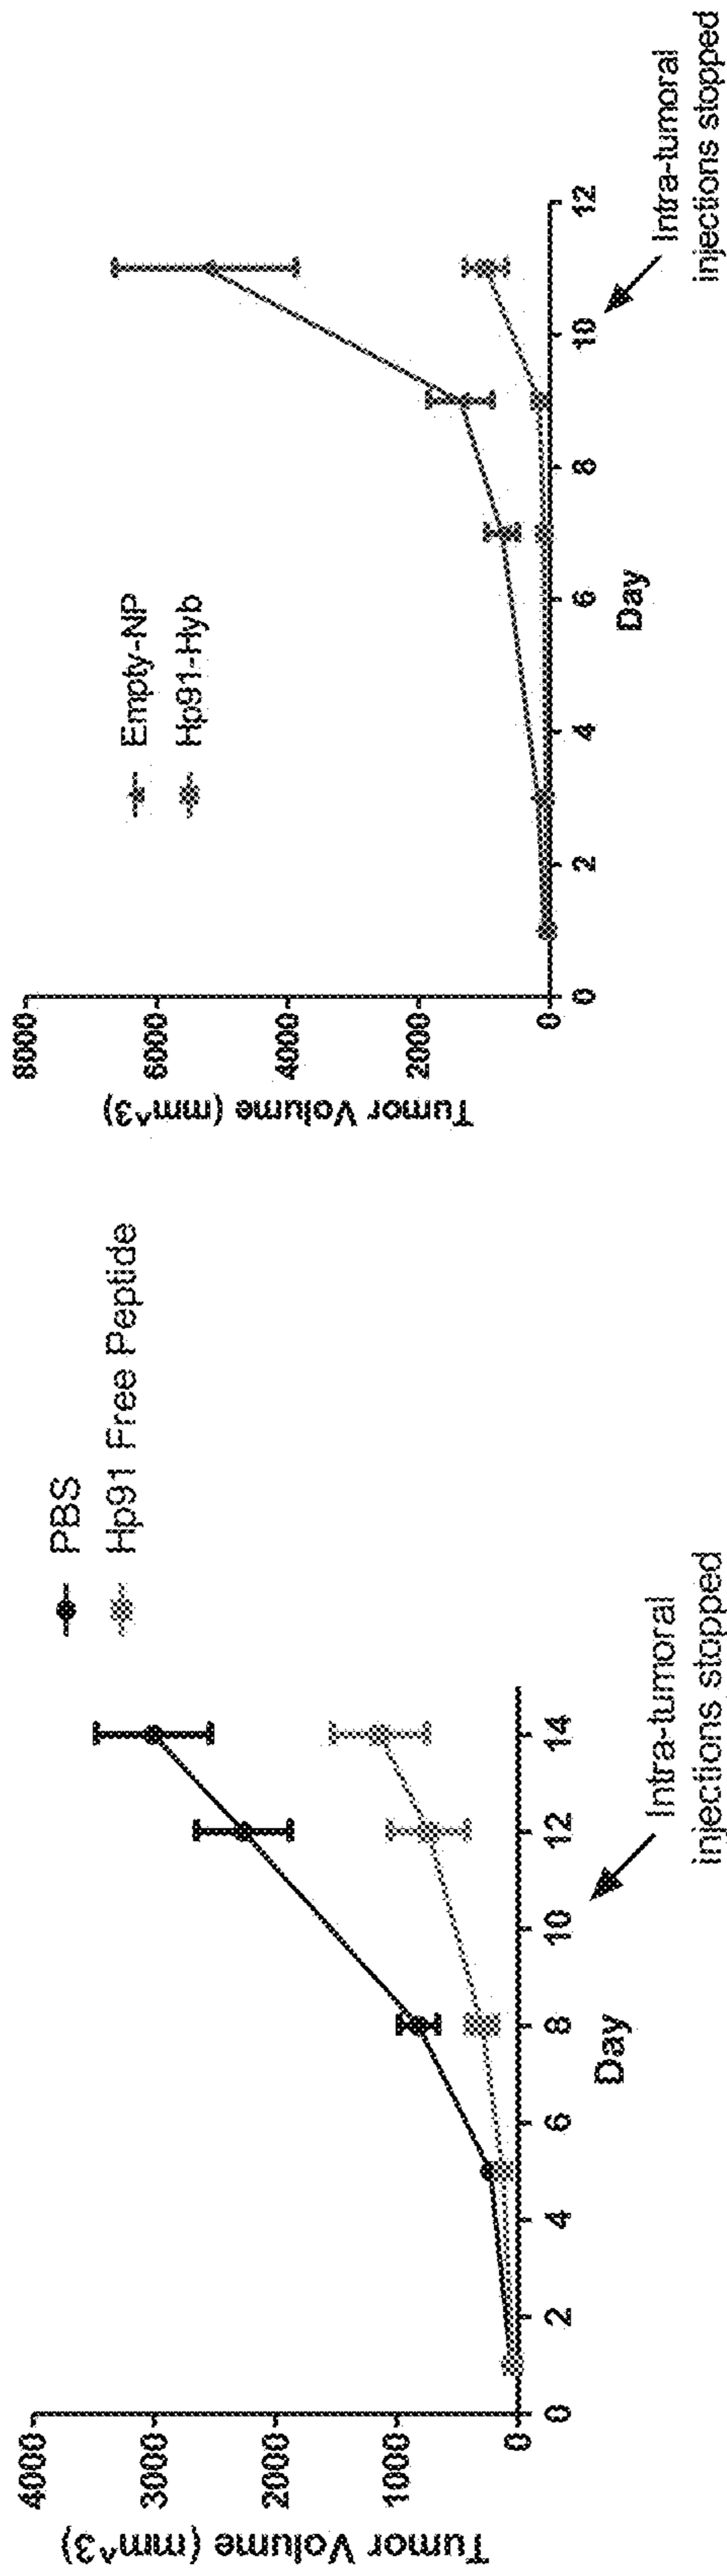 PBS
Hp91 Free Peptide
Tumor Volume (mm^3)
4000
3000
2000
1000
0
0 2 4 6 8 10 12 14
Day
Intra-tumoral
injections stopped
Empty-NP
Hp91-Hyb
Tumor Volume (mm^3)
8000
6000
4000
2000
0
0 2 4 6 8 10 12
Day
Intra-tumoral
injections stopped